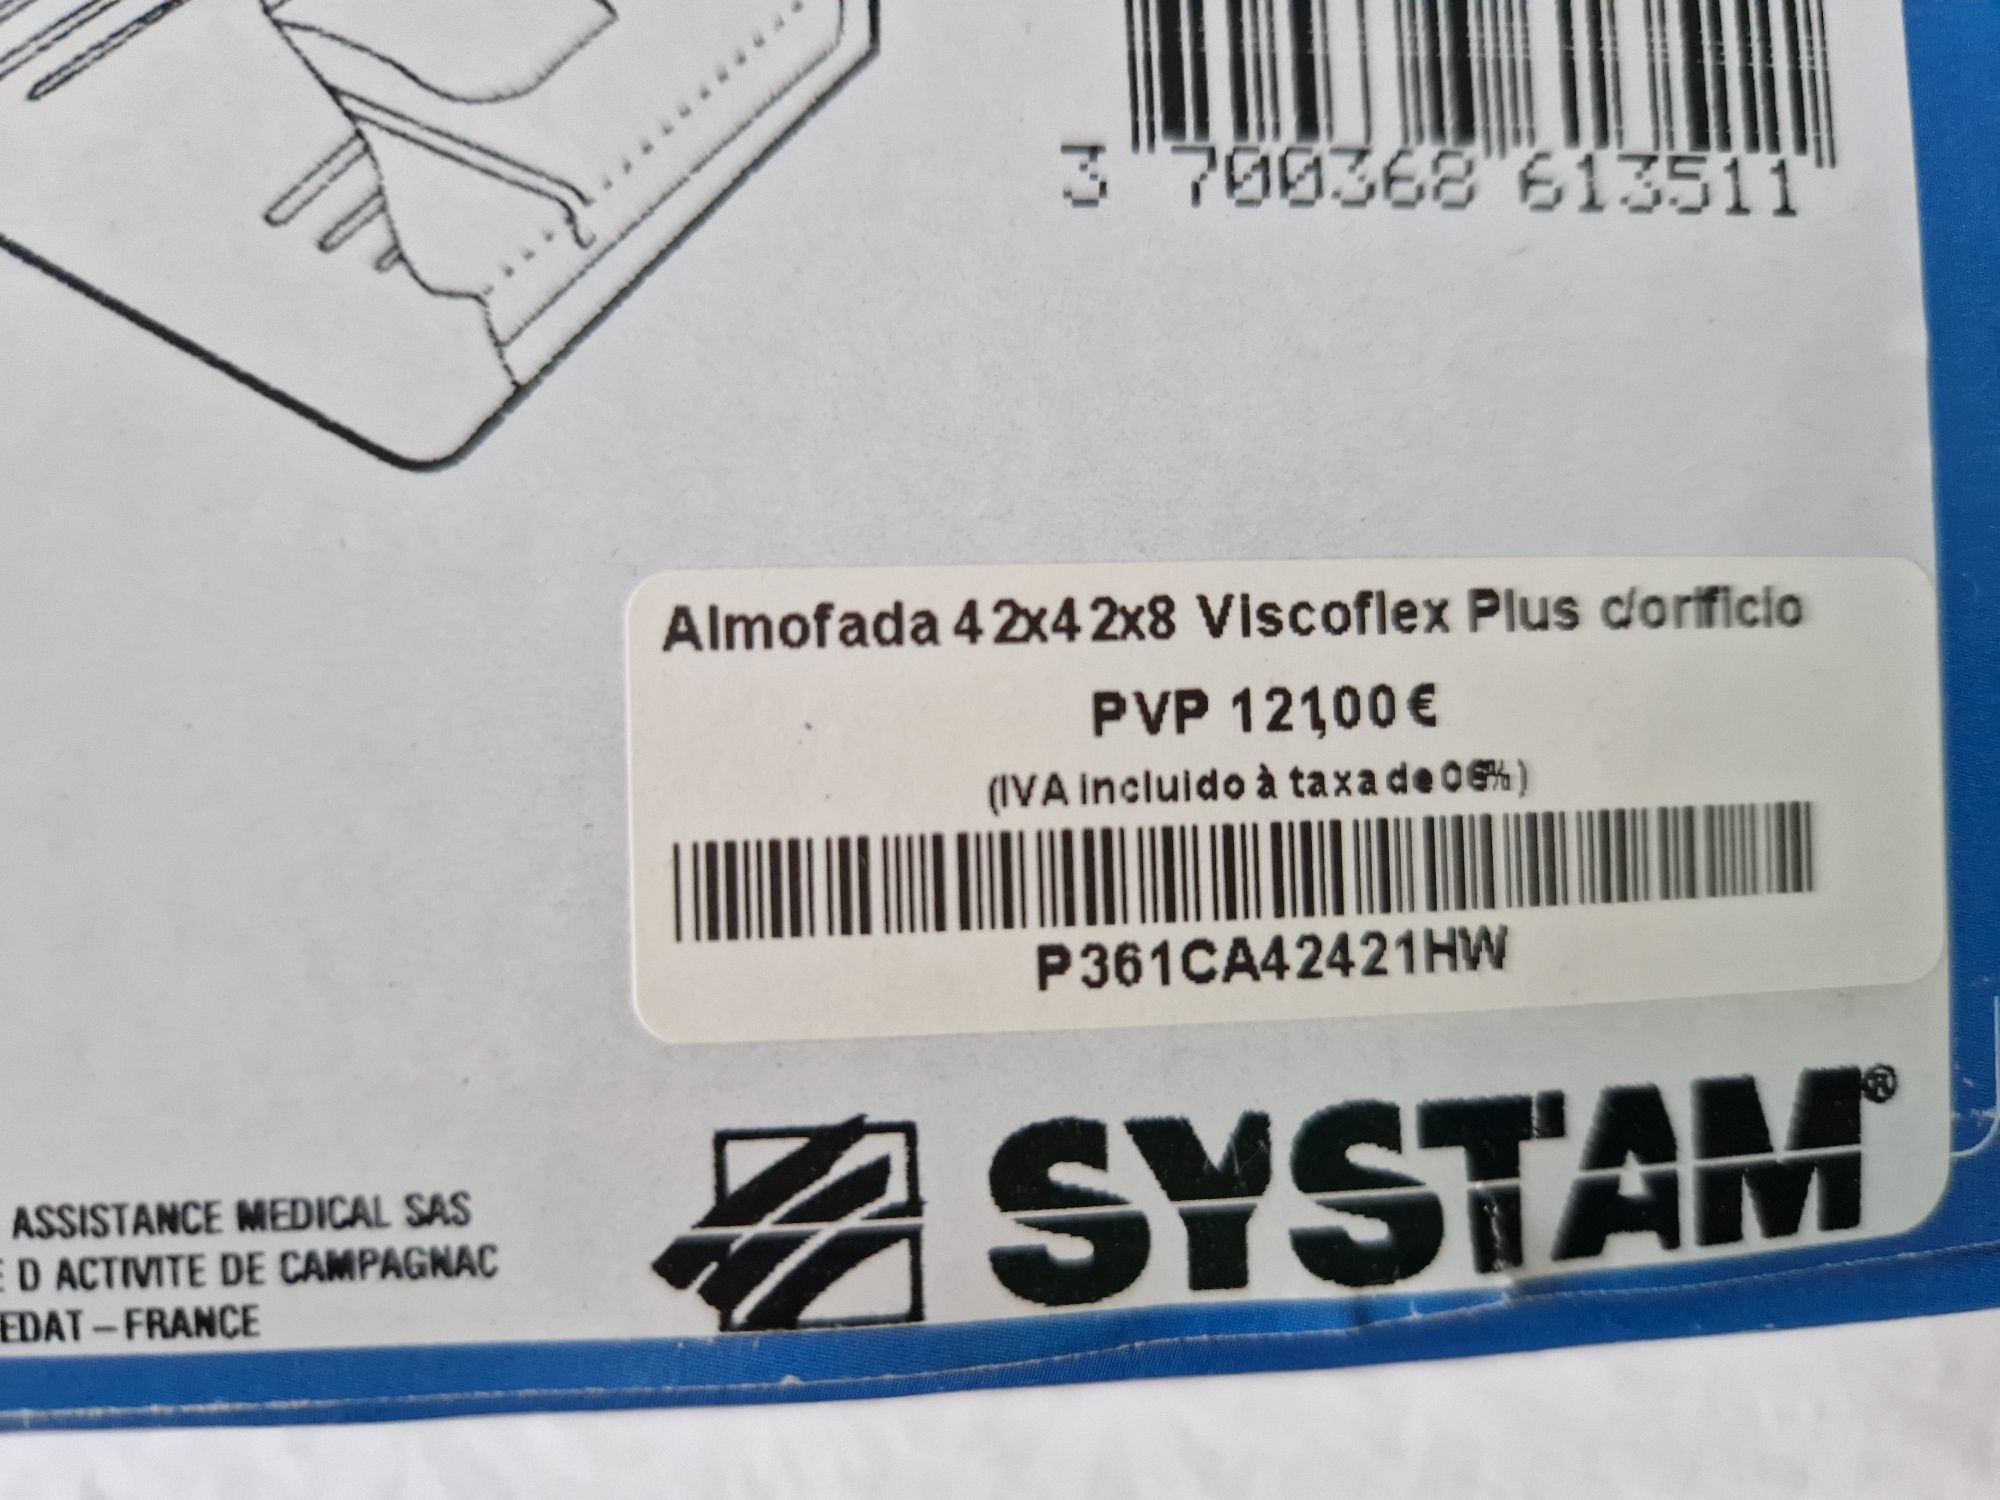 3 700368 613511
Almofada 42x42x8 Viscoflex Plus c/orificio
PVP 121,00€
(IVA incluido à taxa de 06%)
P361CA42421HW
SYSTAM®
ASSISTANCE MEDICAL SAS
E D ACTIVITE DE CAMPAGNAC
EDAT – FRANCE